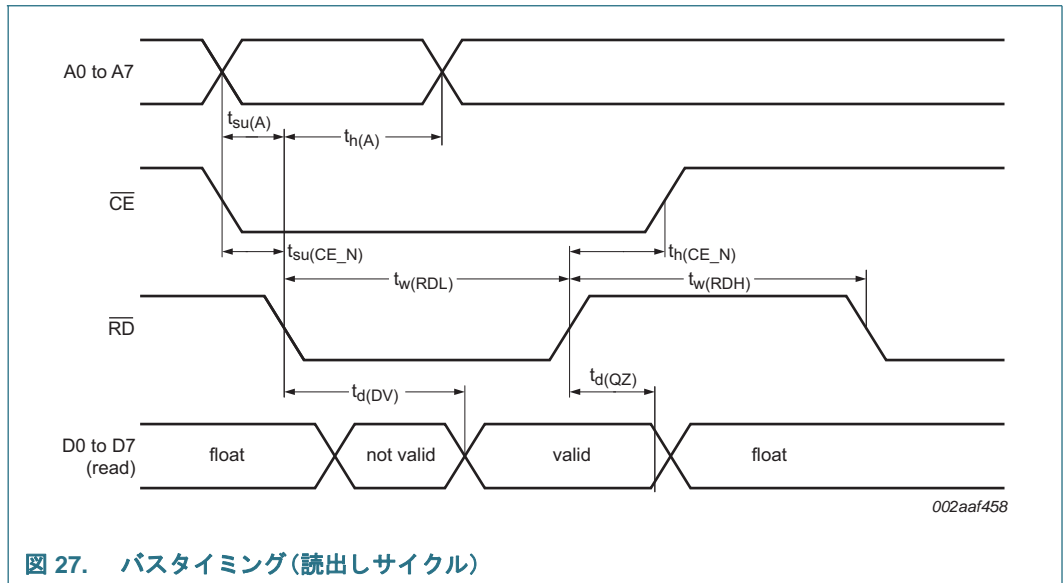 A0 to A7
tsu(A)
th(A)
CE
tsu(CE_N)
th(CE_N)
tw(RDL)
tw(RDH)
RD
td(DV)
td(QZ)
D0 to D7
(read)
float
not valid
valid
float
002aaf458
図 27. バスタイミング（読出しサイクル）